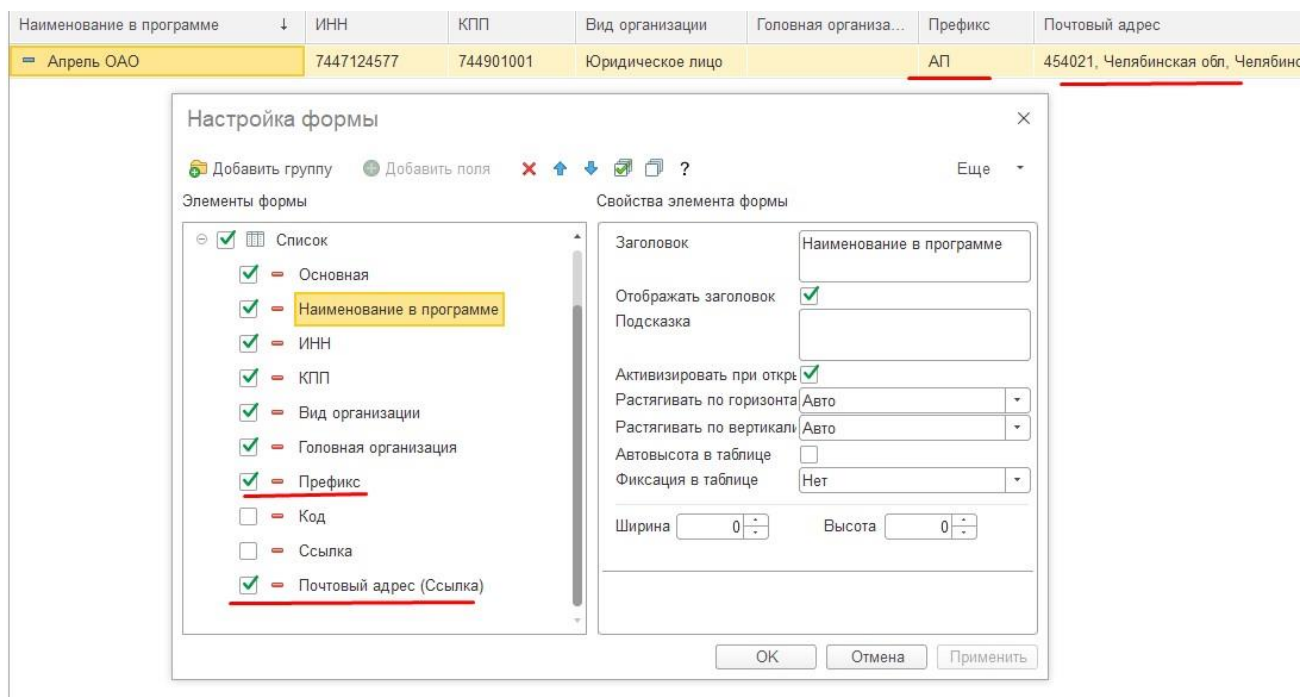 Наименование в программе ↓ ИНН КПП Вид организации Головная организа... Префикс Почтовый адрес
Апрель ОАО 7447124577 744901001 Юридическое лицо АП 454021, Челябинская обл, Челябинс
Настройка формы
Добавить группу Добавить поля ? Еще
Элементы формы Свойства элемента формы
Список
Основная
Наименование в программе
ИНН
КПП
Вид организации
Головная организация
Префикс
Код
Ссылка
Почтовый адрес (Ссылка)
Заголовок Наименование в программе
Отображать заголовок
Подсказка
Активизировать при откры
Растягивать по горизонта Авто
Растягивать по вертикали Авто
Автовысота в таблице
Фиксация в таблице Нет
Ширина 0 Высота 0
OK Отмена Применить